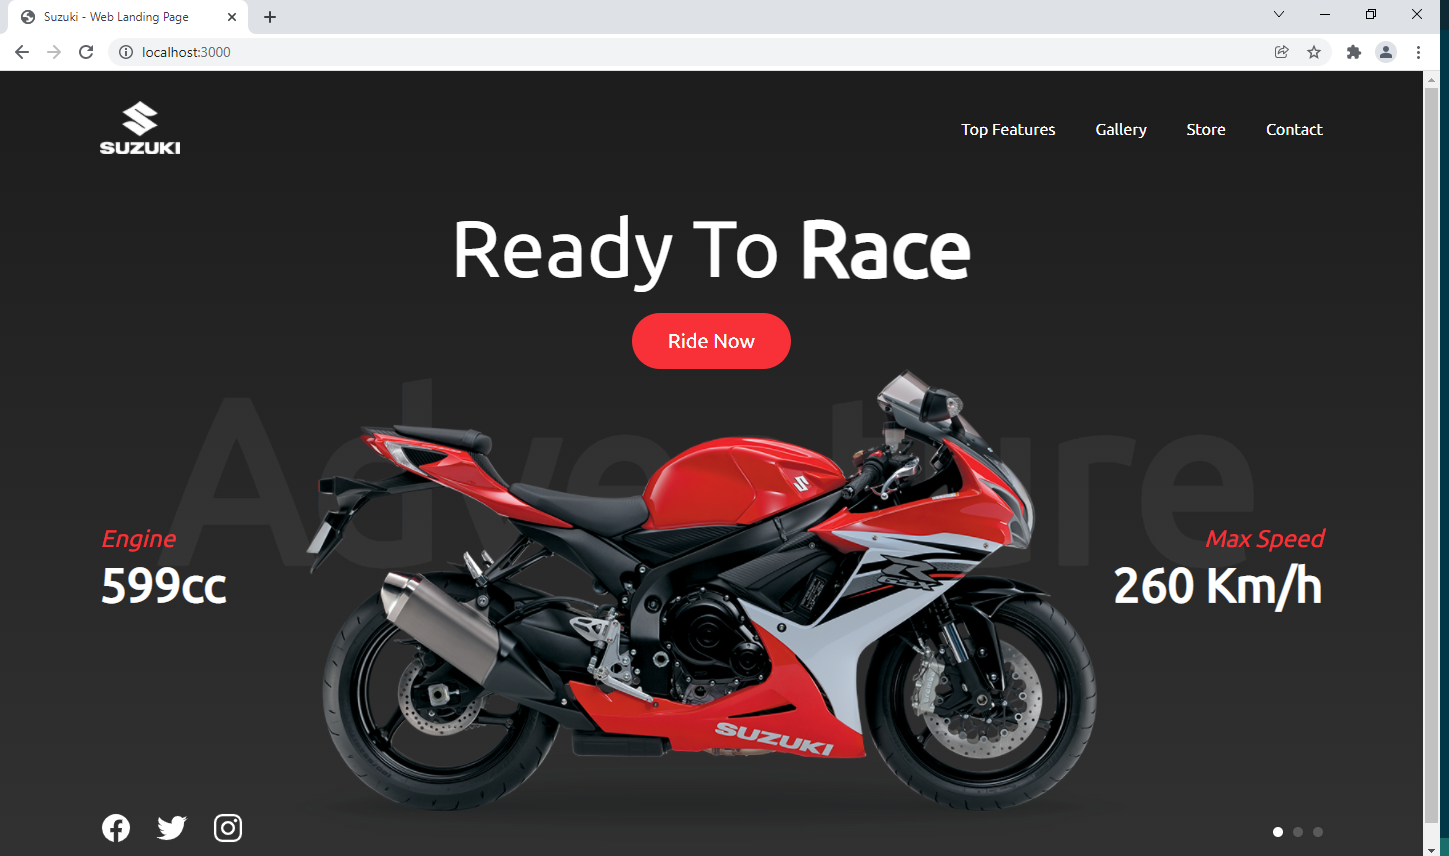 Suzuki - Web Landing Page
localhost:3000
SUZUKI
Top Features
Gallery
Store
Contact
Ready To Race
Ride Now
Adventure
Engine
599cc
Max Speed
260 Km/h
R
GSX
SUZUKI